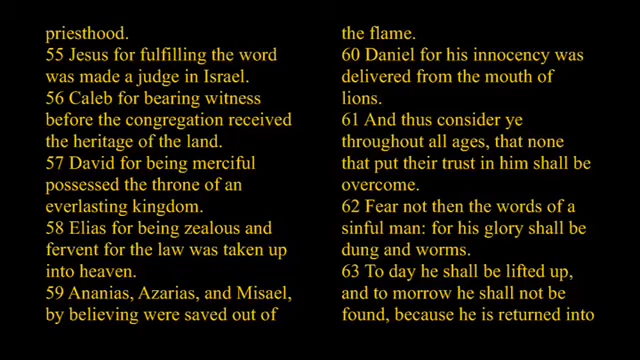 priesthood.
55 Jesus for fulfilling the word
was made a judge in Israel.
56 Caleb for bearing witness
before the congregation received
the heritage of the land.
57 David for being merciful
possessed the throne of an
everlasting kingdom.
58 Elias for being zealous and
fervent for the law was taken up
into heaven.
59 Ananias, Azarias, and Misael,
by believing were saved out of
the flame.
60 Daniel for his innocency was
delivered from the mouth of
lions.
61 And thus consider ye
throughout all ages, that none
that put their trust in him shall be
overcome.
62 Fear not then the words of a
sinful man: for his glory shall be
dung and worms.
63 To day he shall be lifted up,
and to morrow he shall not be
found, because he is returned into